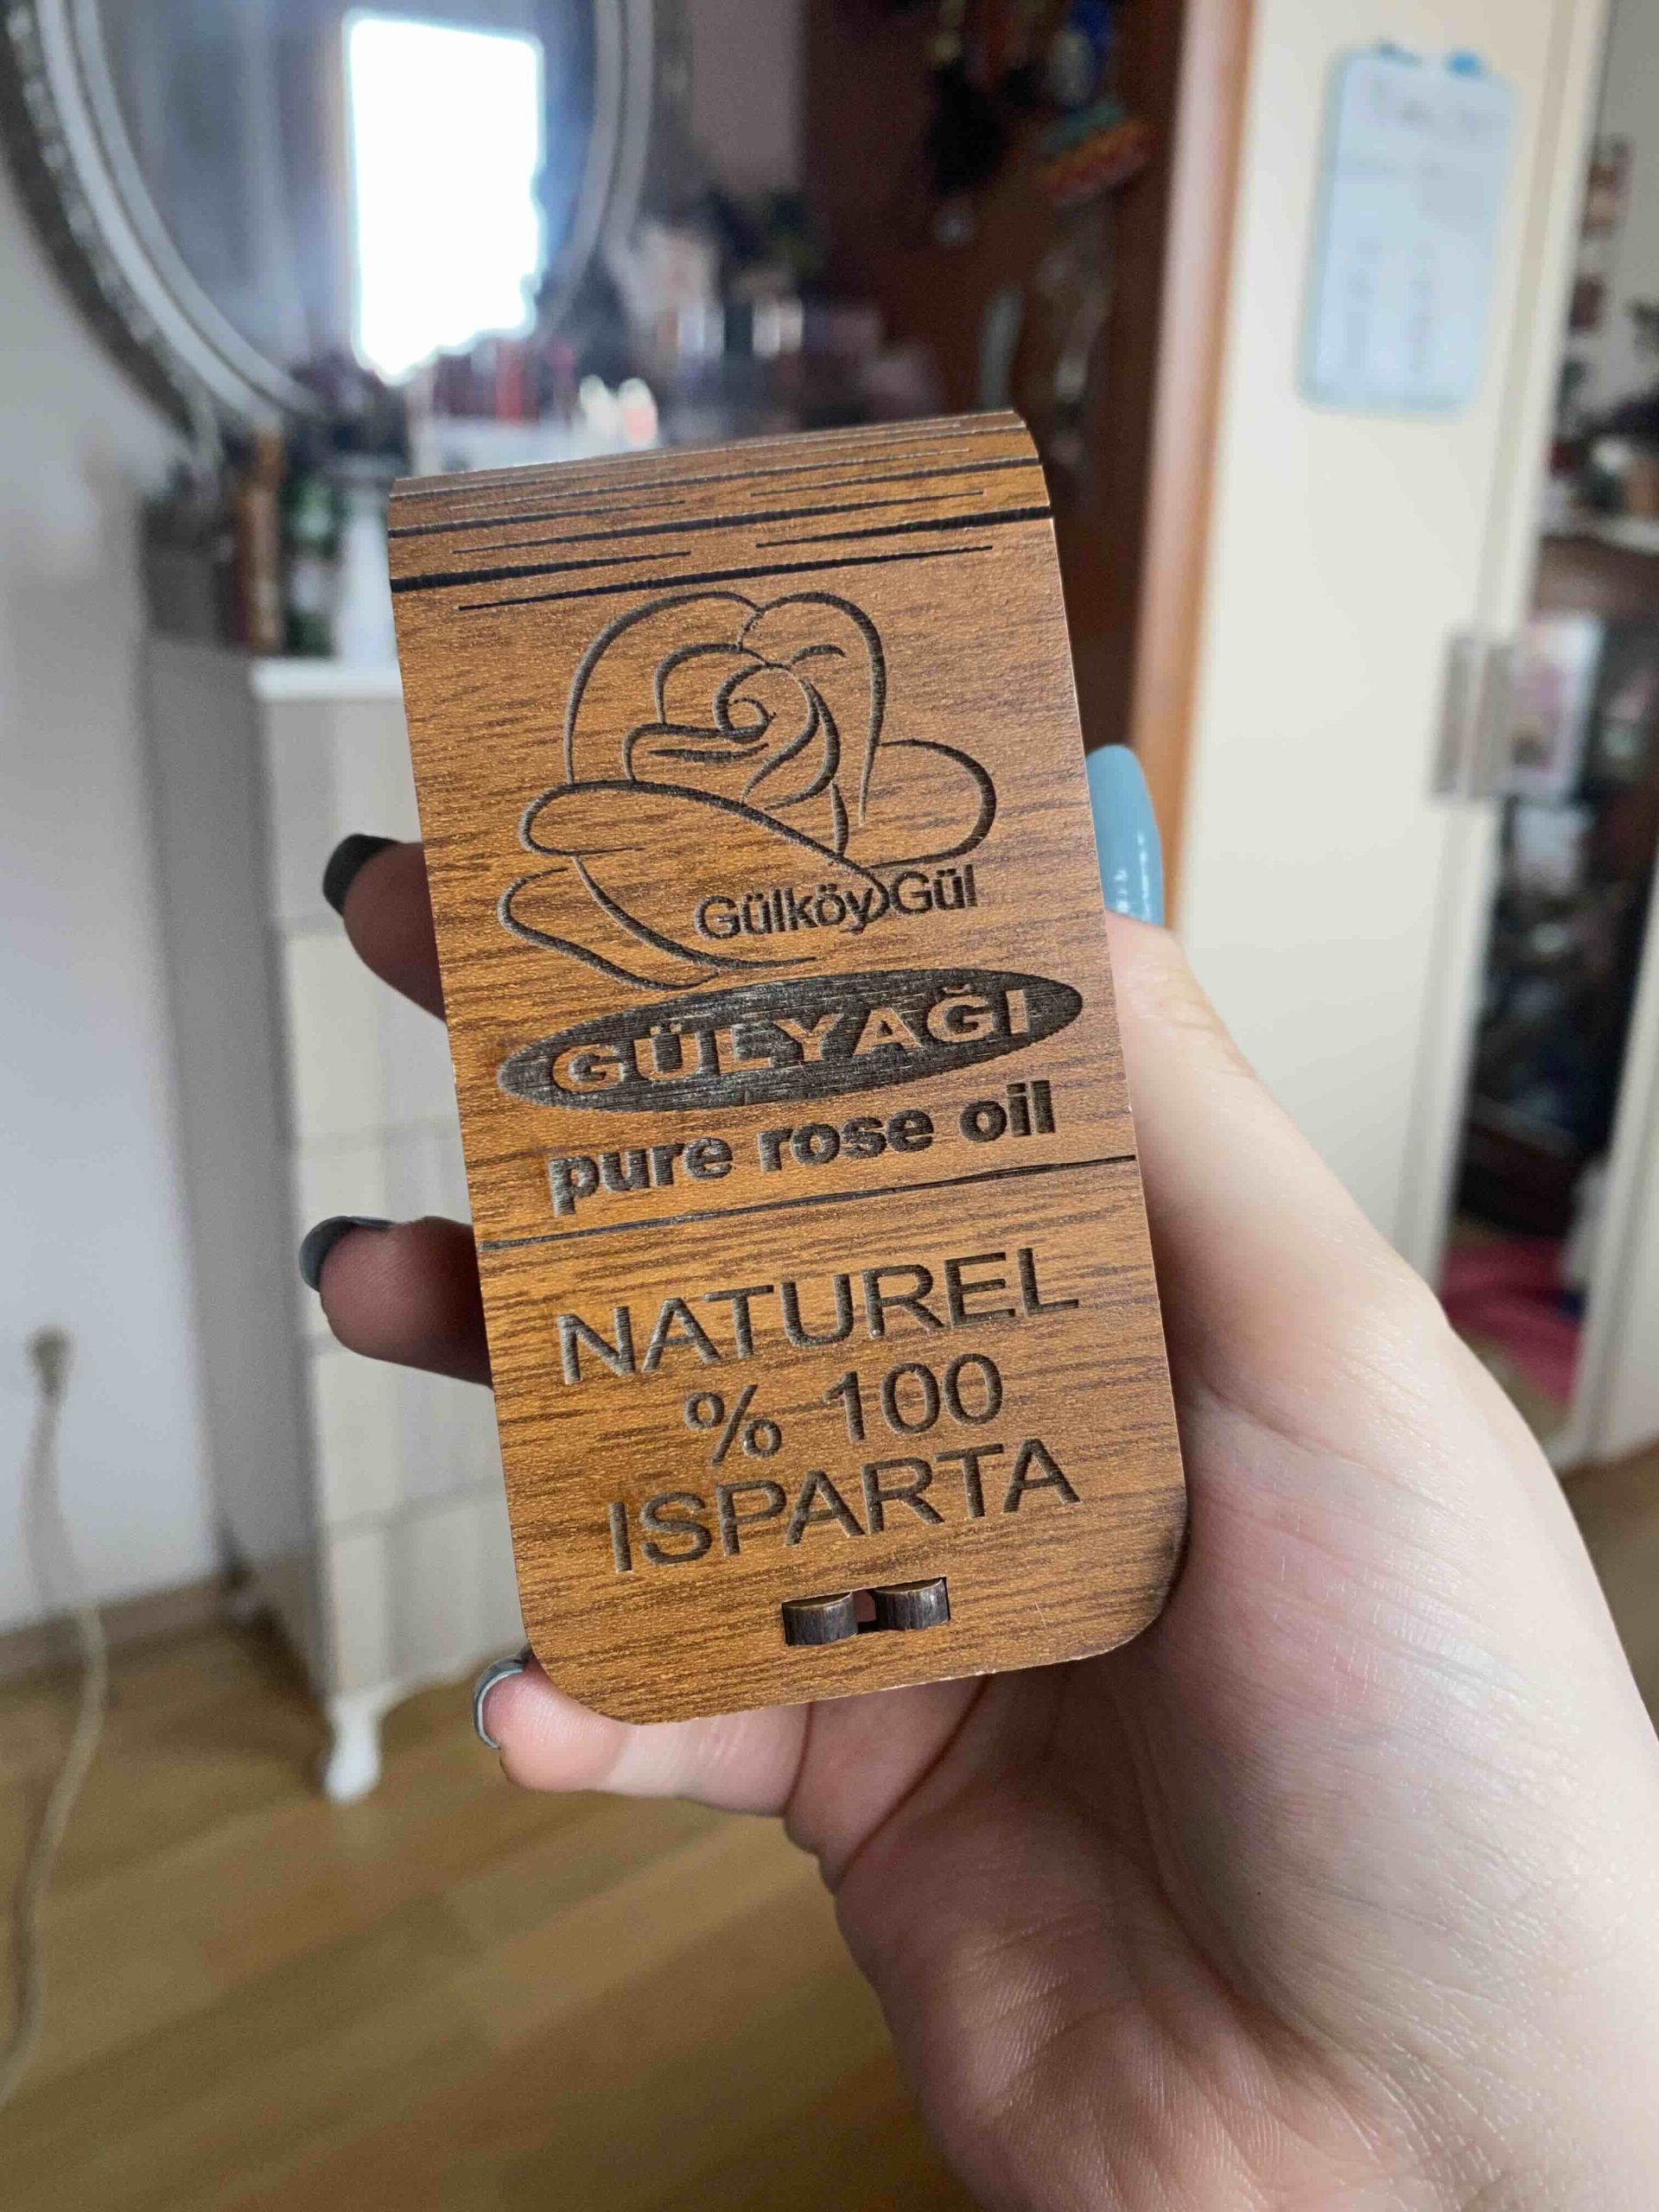 Gülköy Gül
GÜLYAĞI
pure rose oil
NATUREL
% 100
ISPARTA